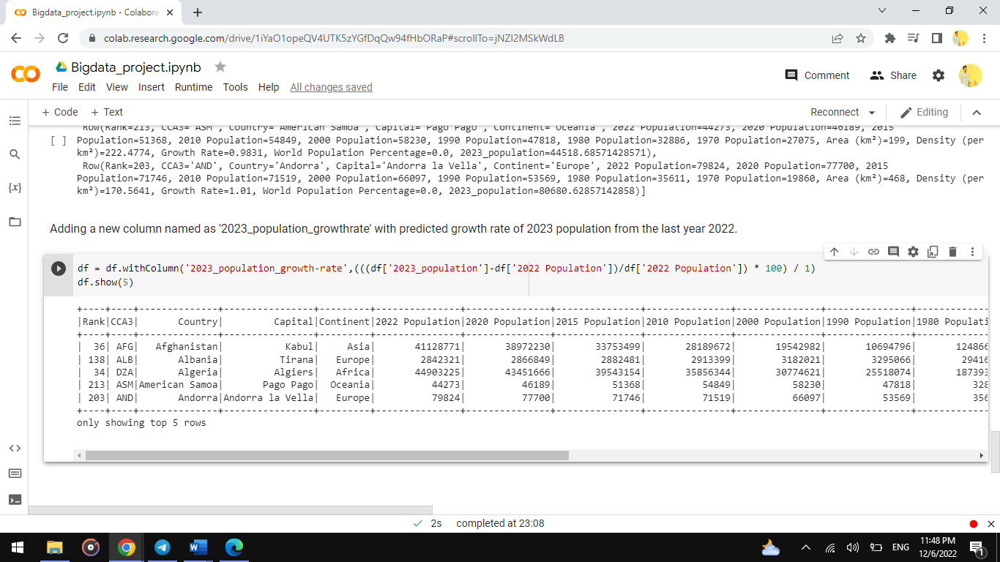 Bigdata_project.ipynb - Colabora
colab.research.google.com/drive/1iYaO1opeQV4UTK5zYGfDqQw94fHbORaP#scrollTo=jNZI2MSkWdLB
Bigdata_project.ipynb
Comment
Share
File Edit View Insert Runtime Tools Help All changes saved
+ Code + Text
Reconnect
Editing
Row(Rank=213, CCA3='ASM', Country='American Samoa', Capital='Pago Pago', Continent='Oceania', 2022 Population=44273, 2020 Population=46189, 2015
[ ] Population=51368, 2010 Population=54849, 2000 Population=58230, 1990 Population=47818, 1980 Population=32886, 1970 Population=27075, Area (km²)=199, Density (per
km²)=222.4774, Growth Rate=0.9831, World Population Percentage=0.0, 2023_population=44518.68571428571),
Row(Rank=203, CCA3='AND', Country='Andorra', Capital='Andorra la Vella', Continent='Europe', 2022 Population=79824, 2020 Population=77700, 2015
Population=71746, 2010 Population=71519, 2000 Population=66097, 1990 Population=53569, 1980 Population=35611, 1970 Population=19860, Area (km²)=468, Density (per
km²)=170.5641, Growth Rate=1.01, World Population Percentage=0.0, 2023_population=80680.62857142858)]
{x}
Adding a new column named as '2023_population_growthrate' with predicted growth rate of 2023 population from the last year 2022.
df = df.withColumn('2023_population_growth-rate',(((df['2023_population']-df['2022 Population'])/df['2022 Population']) * 100) / 1)
df.show(5)
|Rank|CCA3| Country| Capital|Continent|2022 Population|2020 Population|2015 Population|2010 Population|2000 Population|1990 Population|1980 Populati
| 36| AFG| Afghanistan| Kabul| Asia| 41128771| 38972230| 33753499| 28189672| 19542982| 10694796| 124866
| 138| ALB| Albania| Tirana| Europe| 2842321| 2866849| 2882481| 2913399| 3182021| 3295066| 29416
| 34| DZA| Algeria| Algiers| Africa| 44903225| 43451666| 39543154| 35856344| 30774621| 25518074| 187393
| 213| ASM|American Samoa| Pago Pago| Oceania| 44273| 46189| 51368| 54849| 58230| 47818| 328
| 203| AND| Andorra|Andorra la Vella| Europe| 79824| 77700| 71746| 71519| 66097| 53569| 356
only showing top 5 rows
2s completed at 23:08
ENG
11:48 PM
12/6/2022
1